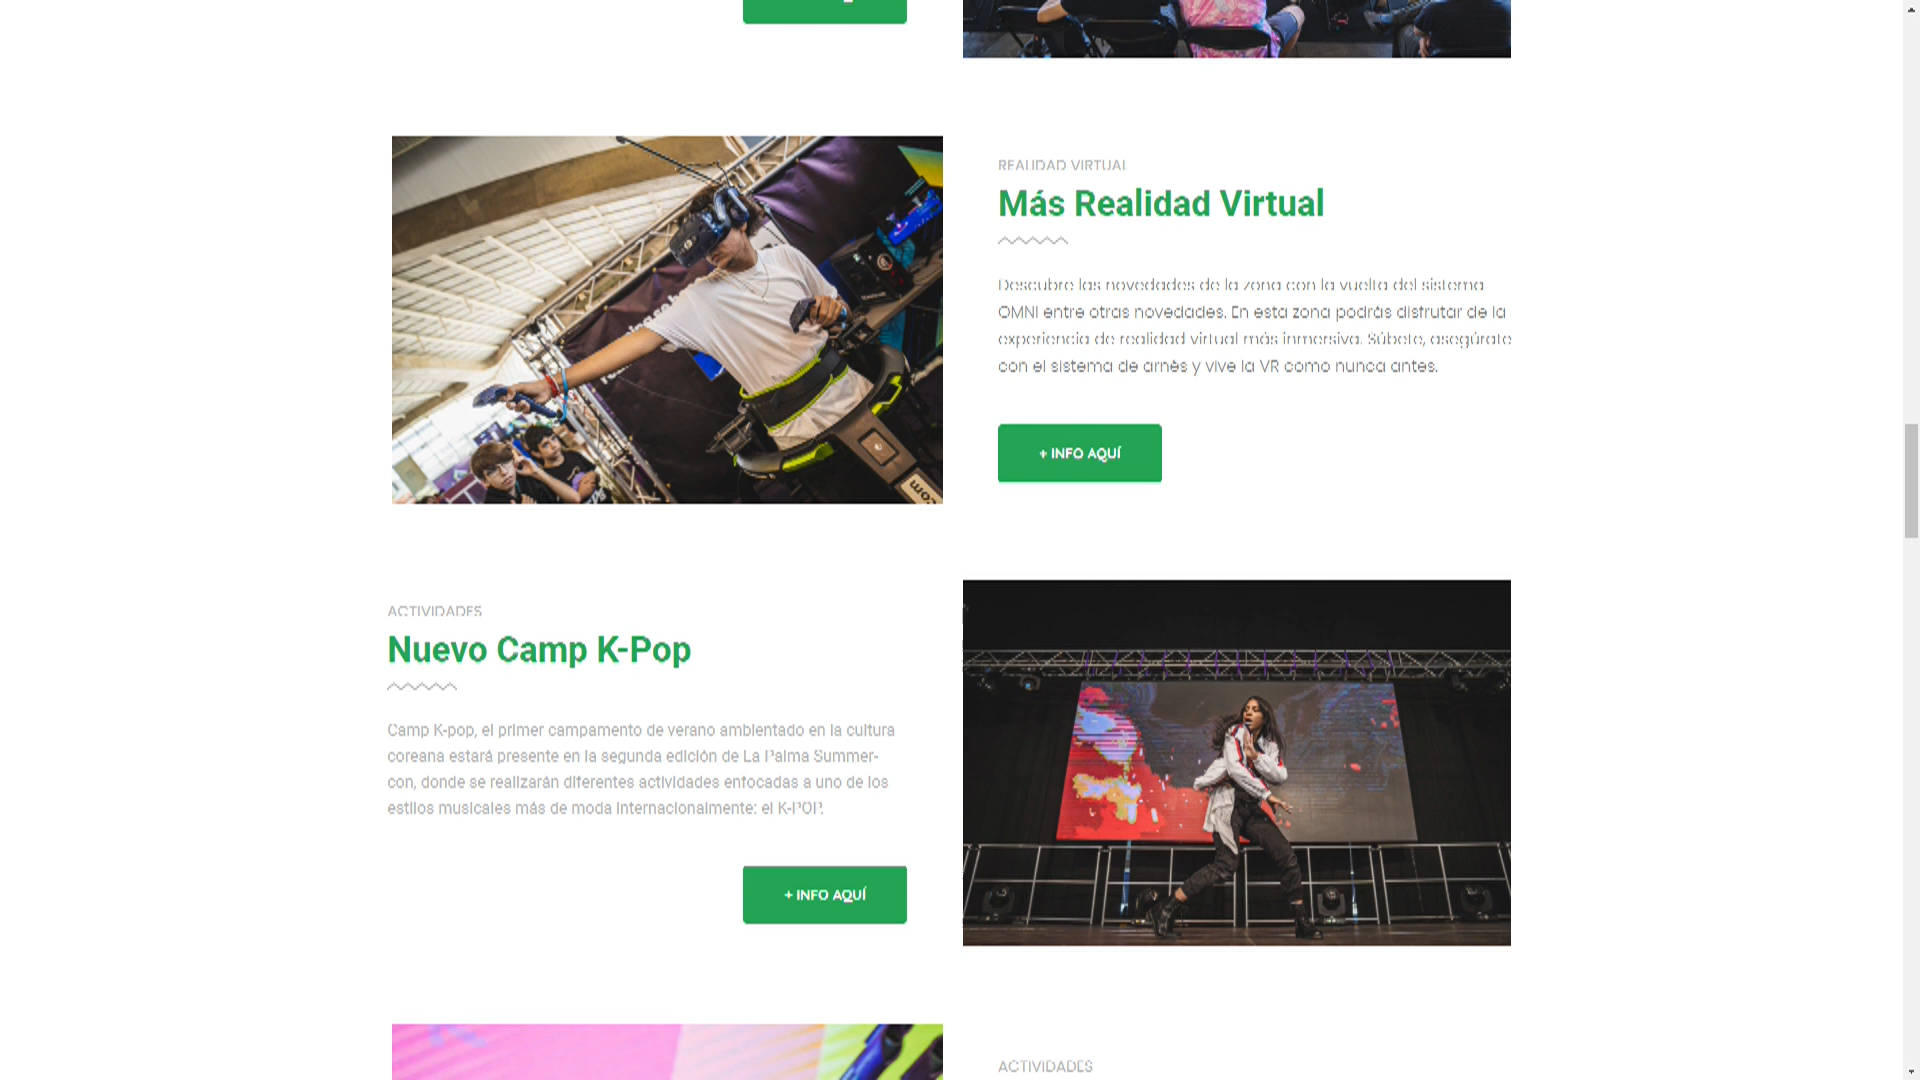 REALIDAD VIRTUAL
Más Realidad Virtual
Descubre las novedades de la zona con la vuelta del sistema
OMNI entre otras novedades. En esta zona podrás disfrutar de la
experiencia de realidad virtual más inmersiva. Súbete, asegúrate
con el sistema de arnés y vive la VR como nunca antes.
+ INFO AQUÍ
ACTIVIDADES
Nuevo Camp K-Pop
Camp K-pop, el primer campamento de verano ambientado en la cultura
coreana estará presente en la segunda edición de La Palma Summer-
con, donde se realizarán diferentes actividades enfocadas a uno de los
estilos musicales más de moda internacionalmente: el K-POP.
+ INFO AQUÍ
ACTIVIDADES